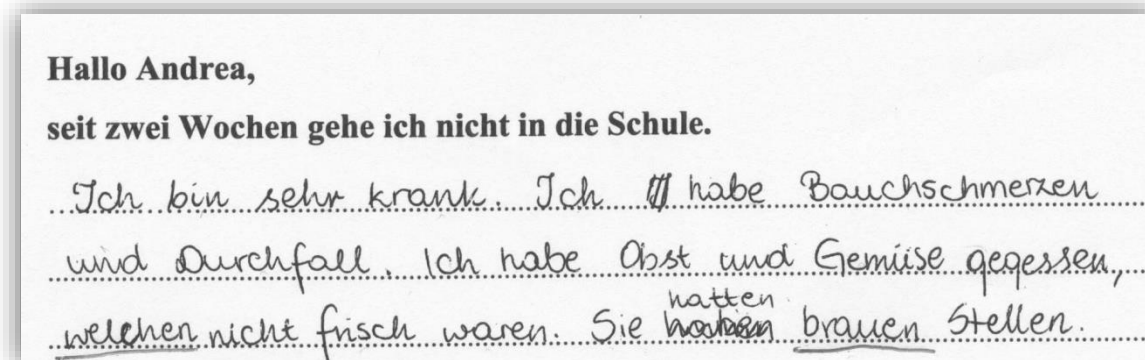 Hallo Andrea,
seit zwei Wochen gehe ich nicht in die Schule.
Ich bin sehr krank. Ich habe Bauchschmerzen
und Durchfall. Ich habe Obst und Gemüse gegessen,
hatten
welchen nicht frisch waren. Sie brauen Stellen.